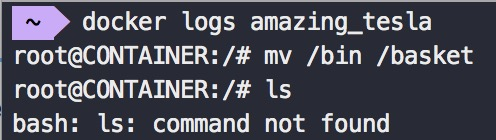 ~ docker logs amazing_tesla
root@CONTAINER:/# mv /bin /basket
root@CONTAINER:/# ls
bash: ls: command not found